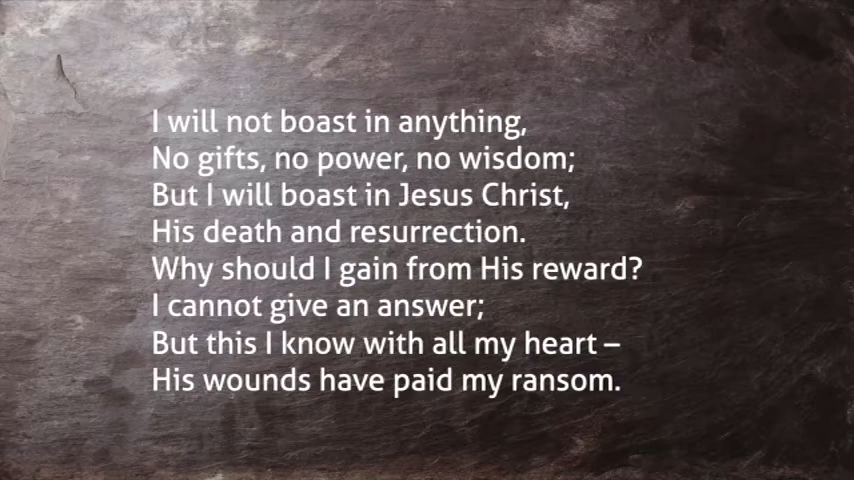 I will not boast in anything,
No gifts, no power, no wisdom;
But I will boast in Jesus Christ,
His death and resurrection.
Why should I gain from His reward?
I cannot give an answer;
But this I know with all my heart –
His wounds have paid my ransom.